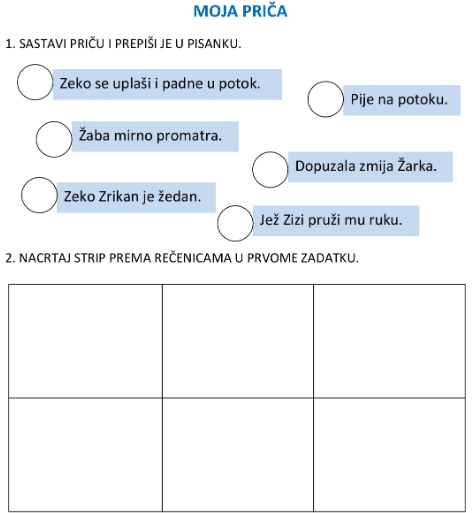 MOJA PRIČA
1. SASTAVI PRIČU I PREPIŠI JE U PISANKU.
Zeko se uplaši i padne u potok.
Pije na potoku.
Žaba mirno promatra.
Dopuzala zmija Žarka.
Zeko Zrikan je žedan.
Jež Zizi pruži mu ruku.
2. NACRTAJ STRIP PREMA REČENICAMA U PRVOME ZADATKU.